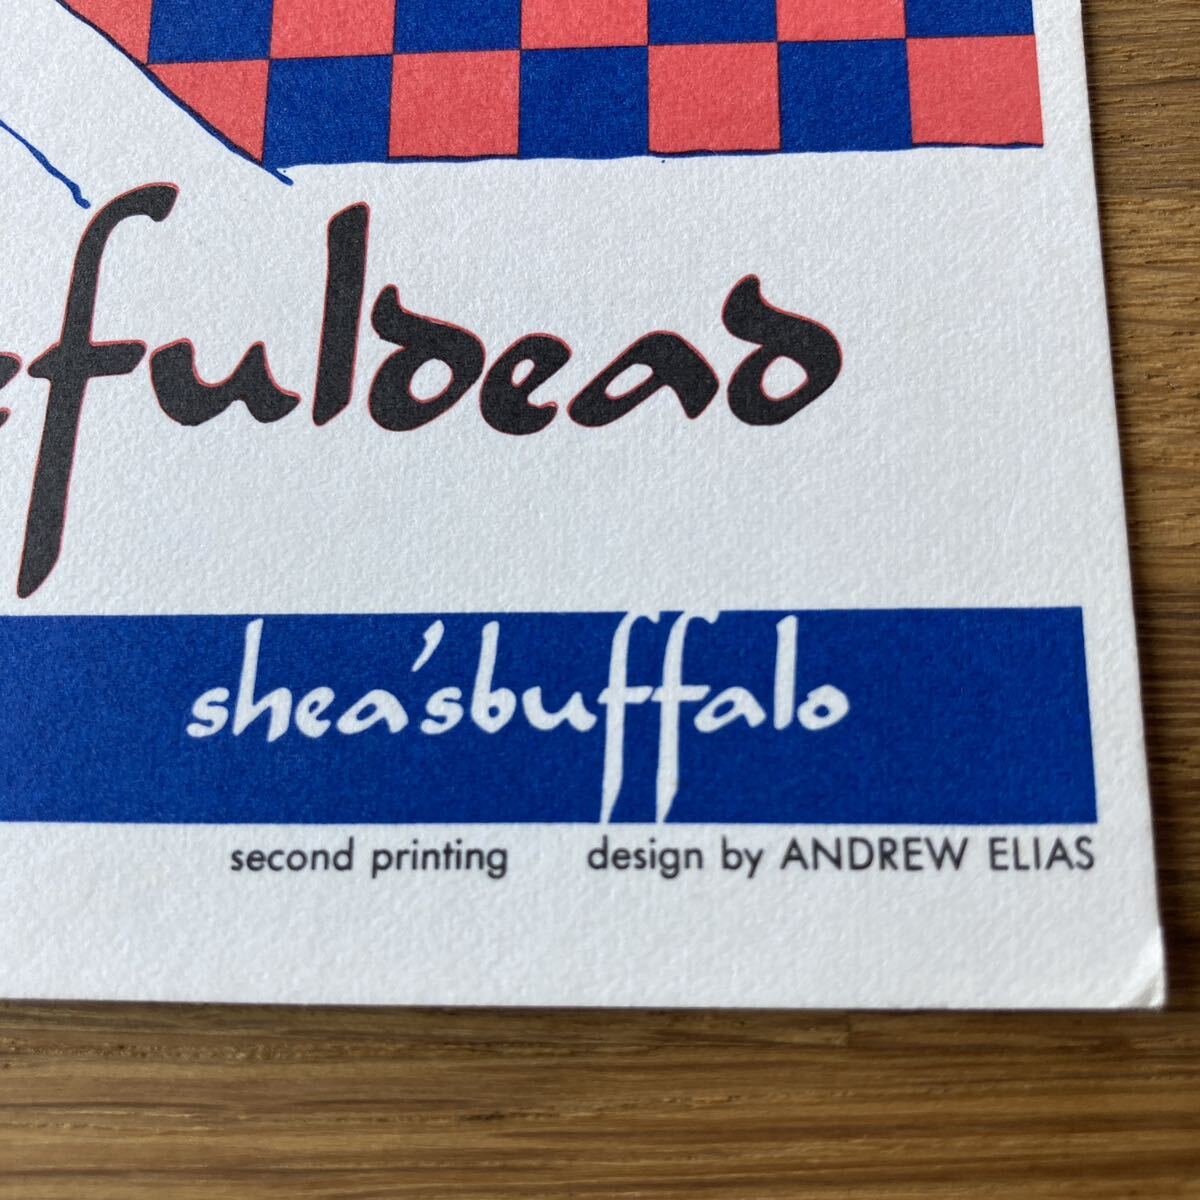 efuldead
shea'sbuffalo
second printing design by ANDREW ELIAS